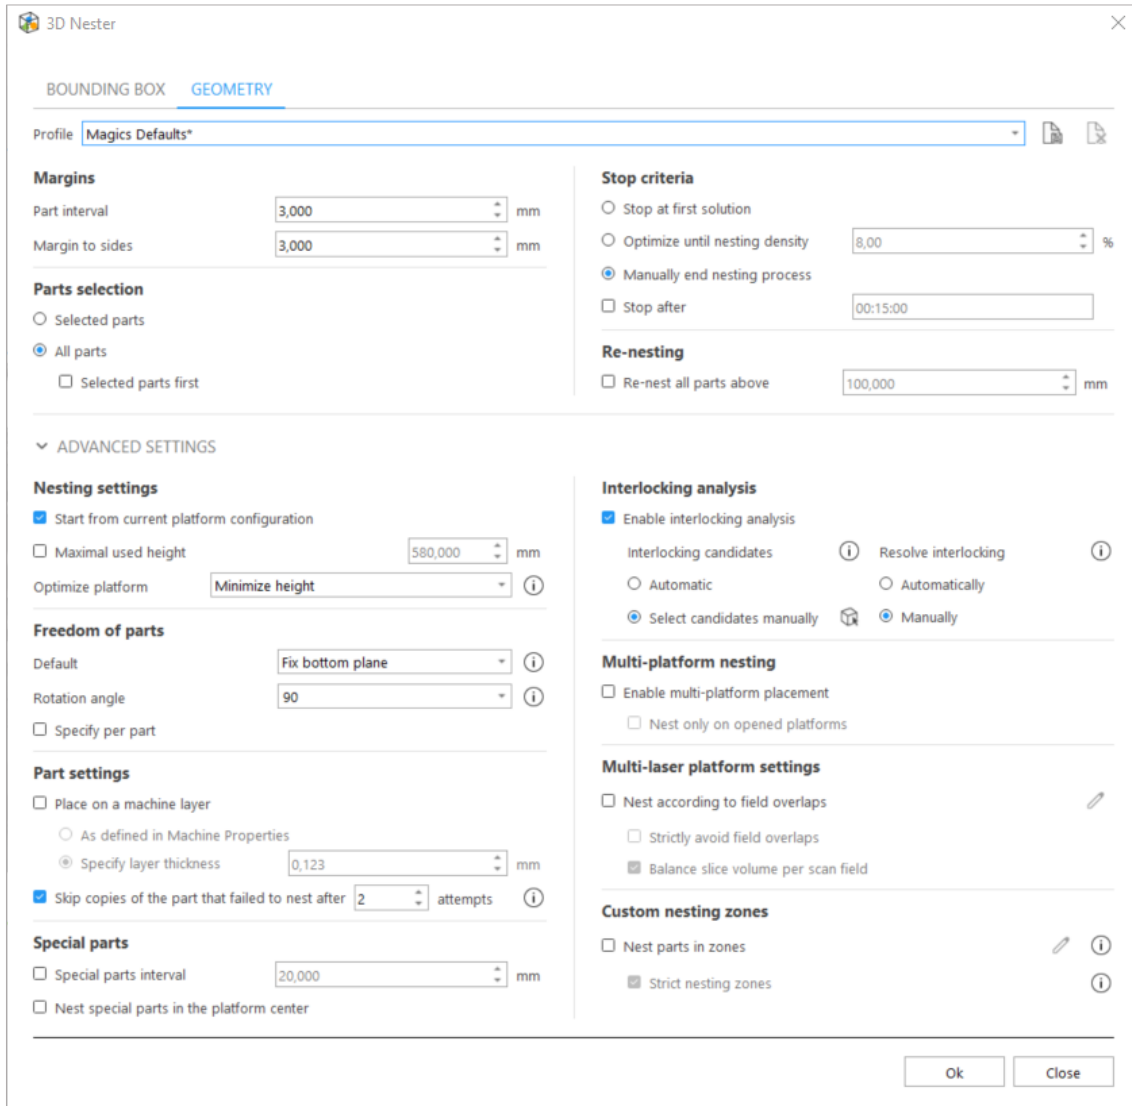 3D Nester
BOUNDING BOX
GEOMETRY
Profile Magics Defaults*
Margins
Part interval 3,000 mm
Margin to sides 3,000 mm
Parts selection
Selected parts
All parts
Selected parts first
Stop criteria
Stop at first solution
Optimize until nesting density 8,00 %
Manually end nesting process
Stop after 00:15:00
Re-nesting
Re-nest all parts above 100,000 mm
ADVANCED SETTINGS
Nesting settings
Start from current platform configuration
Maximal used height 580,000 mm
Optimize platform Minimize height
Freedom of parts
Default Fix bottom plane
Rotation angle 90
Specify per part
Part settings
Place on a machine layer
As defined in Machine Properties
Specify layer thickness 0,123 mm
Skip copies of the part that failed to nest after 2 attempts
Special parts
Special parts interval 20,000 mm
Nest special parts in the platform center
Interlocking analysis
Enable interlocking analysis
Interlocking candidates Resolve interlocking
Automatic Automatically
Select candidates manually Manually
Multi-platform nesting
Enable multi-platform placement
Nest only on opened platforms
Multi-laser platform settings
Nest according to field overlaps
Strictly avoid field overlaps
Balance slice volume per scan field
Custom nesting zones
Nest parts in zones
Strict nesting zones
Ok Close